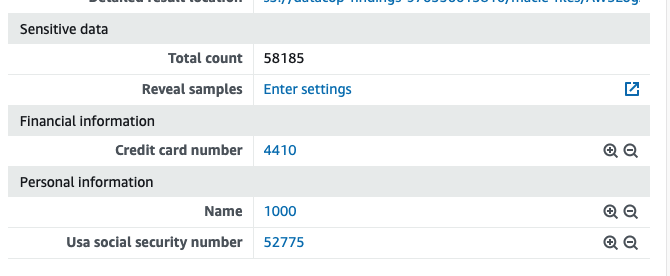 Sensitive data
Total count 58185
Reveal samples Enter settings
Financial information
Credit card number 4410
Personal information
Name 1000
Usa social security number 52775